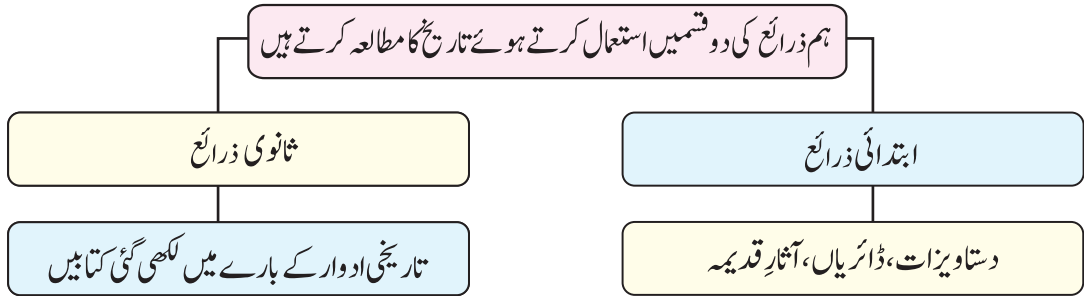 ہم ذرائع کی دو قسمیں استعمال کرتے ہوئے تاریخ کا مطالعہ کرتے ہیں
ابتدائی ذرائع
ثانوی ذرائع
دستاویزات، ڈائریاں، آثارِ قدیمہ
تاریخی ادوار کے بارے میں لکھی گئی کتابیں